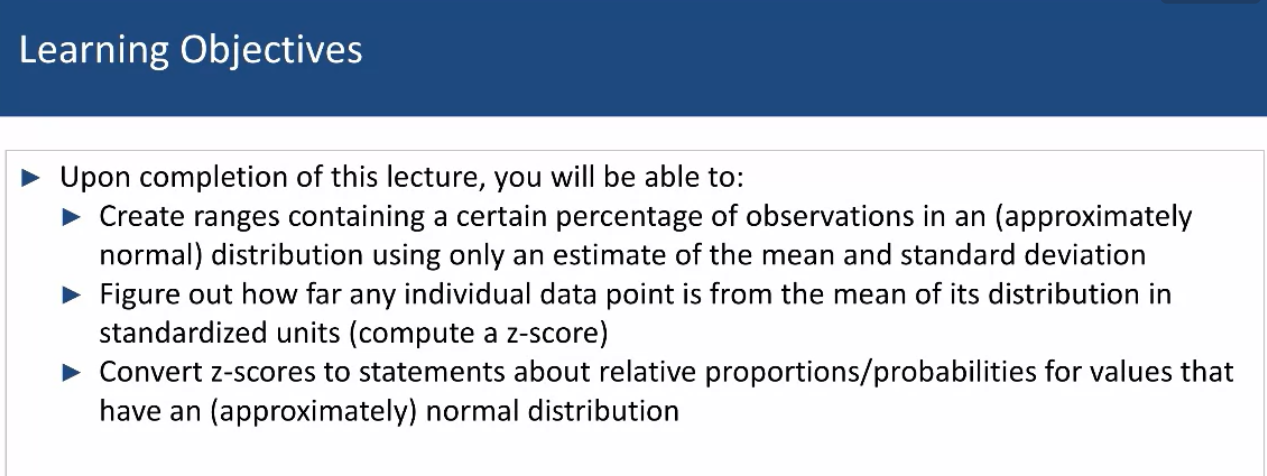 Learning Objectives
► Upon completion of this lecture, you will be able to:
► Create ranges containing a certain percentage of observations in an (approximately
normal) distribution using only an estimate of the mean and standard deviation
► Figure out how far any individual data point is from the mean of its distribution in
standardized units (compute a z-score)
► Convert z-scores to statements about relative proportions/probabilities for values that
have an (approximately) normal distribution